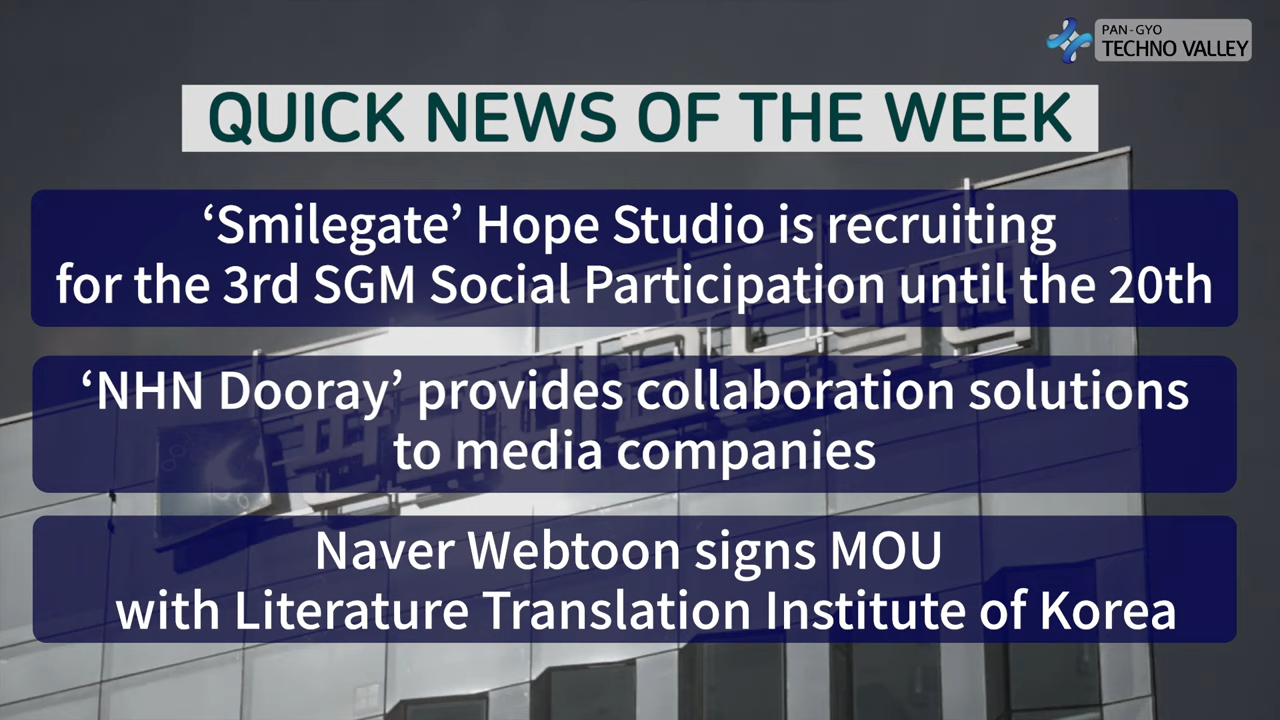 PAN-GYO
TECHNO VALLEY
QUICK NEWS OF THE WEEK
‘Smilegate’ Hope Studio is recruiting
for the 3rd SGM Social Participation until the 20th
‘NHN Dooray’ provides collaboration solutions
to media companies
Naver Webtoon signs MOU
with Literature Translation Institute of Korea